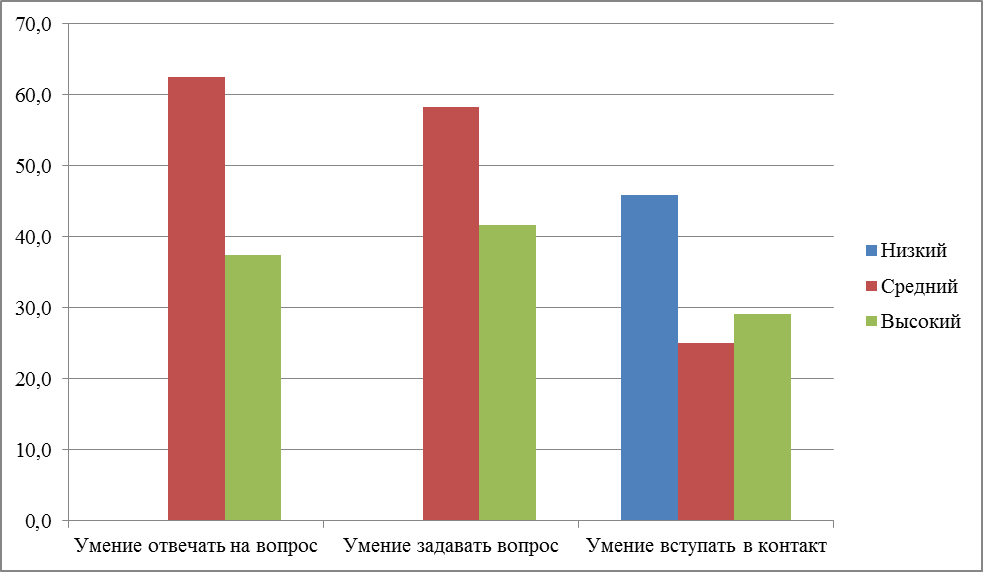 70,0
60,0
50,0
40,0
30,0
20,0
10,0
0,0
Умение отвечать на вопрос
Умение задавать вопрос
Умение вступать в контакт
Низкий
Средний
Высокий